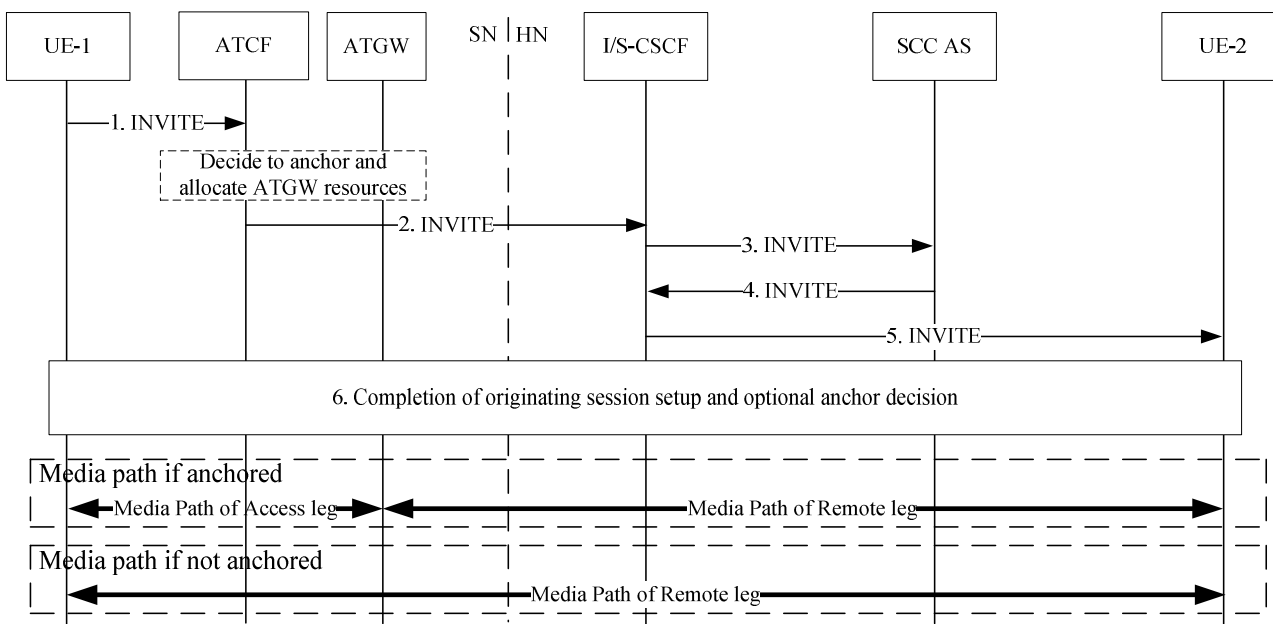 UE-1
ATCF
ATGW
SN
HN
I/S-CSCF
SCC AS
UE-2
1. INVITE
Decide to anchor and
allocate ATGW resources
2. INVITE
3. INVITE
4. INVITE
5. INVITE
6. Completion of originating session setup and optional anchor decision
Media path if anchored
Media Path of Access leg
Media Path of Remote leg
Media path if not anchored
Media Path of Remote leg